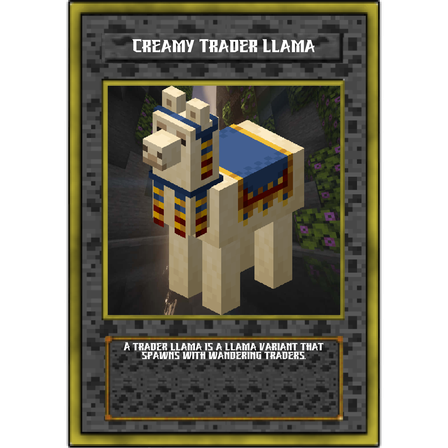 Creamy Trader Llama
A trader llama is a llama variant that
spawns with wandering traders.